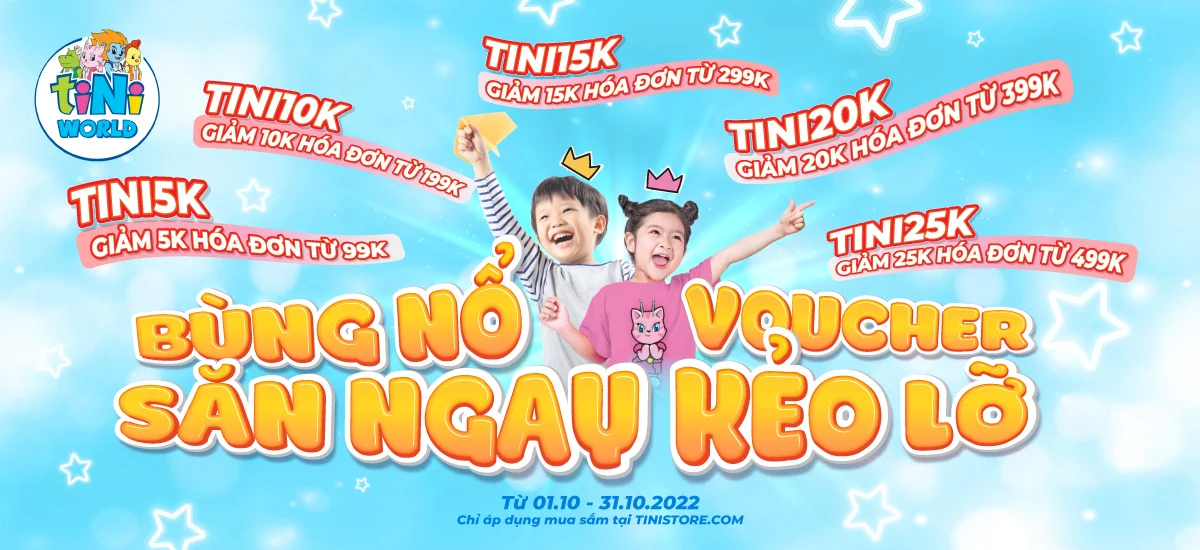 tiNi
WORLD
TINI5K
GIẢM 5K HÓA ĐƠN TỪ 99K
TINI10K
GIẢM 10K HÓA ĐƠN TỪ 199K
TINI15K
GIẢM 15K HÓA ĐƠN TỪ 299K
TINI20K
GIẢM 20K HÓA ĐƠN TỪ 399K
TINI25K
GIẢM 25K HÓA ĐƠN TỪ 499K
BÙNG NỔ VOUCHER
SĂN NGAY KẺO LỠ
Từ 01.10 - 31.10.2022
Chỉ áp dụng mua sắm tại TINISTORE.COM